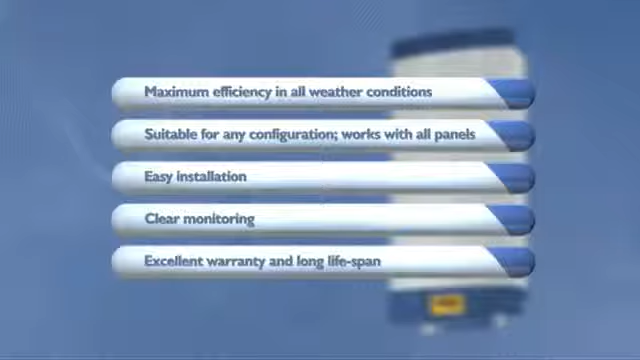 Maximum efficiency in all weather conditions
Suitable for any configuration; works with all panels
Easy installation
Clear monitoring
Excellent warranty and long life-span